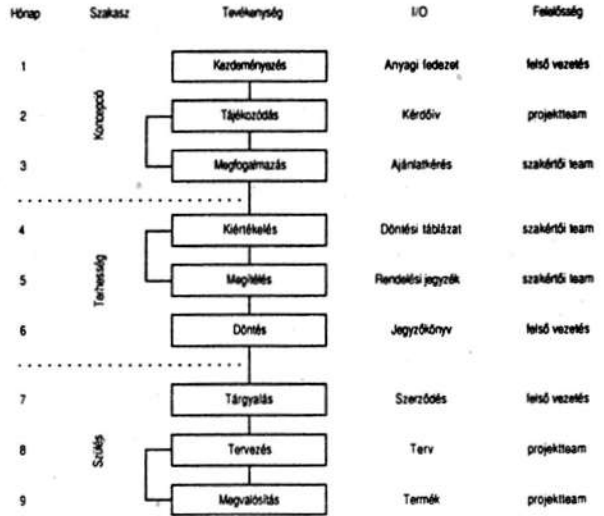 Hónap Szakasz Tevékenység I/O Felelősség
1 Kezdeményezés Anyagi fedezet felső vezetés
Koncepció
2 Tájékozódás Kérdőív projektteam
3 Megfogalmazás Ajánlatkérés szakértői team
4 Kiértékelés Döntési táblázat szakértői team
Terhesség
5 Megítélés Rendelési jegyzék szakértői team
6 Döntés Jegyzőkönyv felső vezetés
7 Tárgyalás Szerződés felső vezetés
Szülés
8 Tervezés Terv projektteam
9 Megvalósítás Termék projektteam